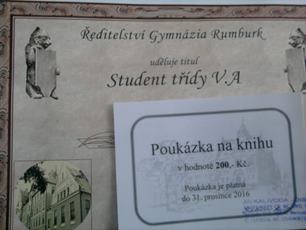 Ředitelství Gymnázia Rumburk
uděluje titul
Student třídy V.A
Poukázka na knihu
v hodnotě 200,- Kč.
Poukázka je platná
do 31. prosince 2016